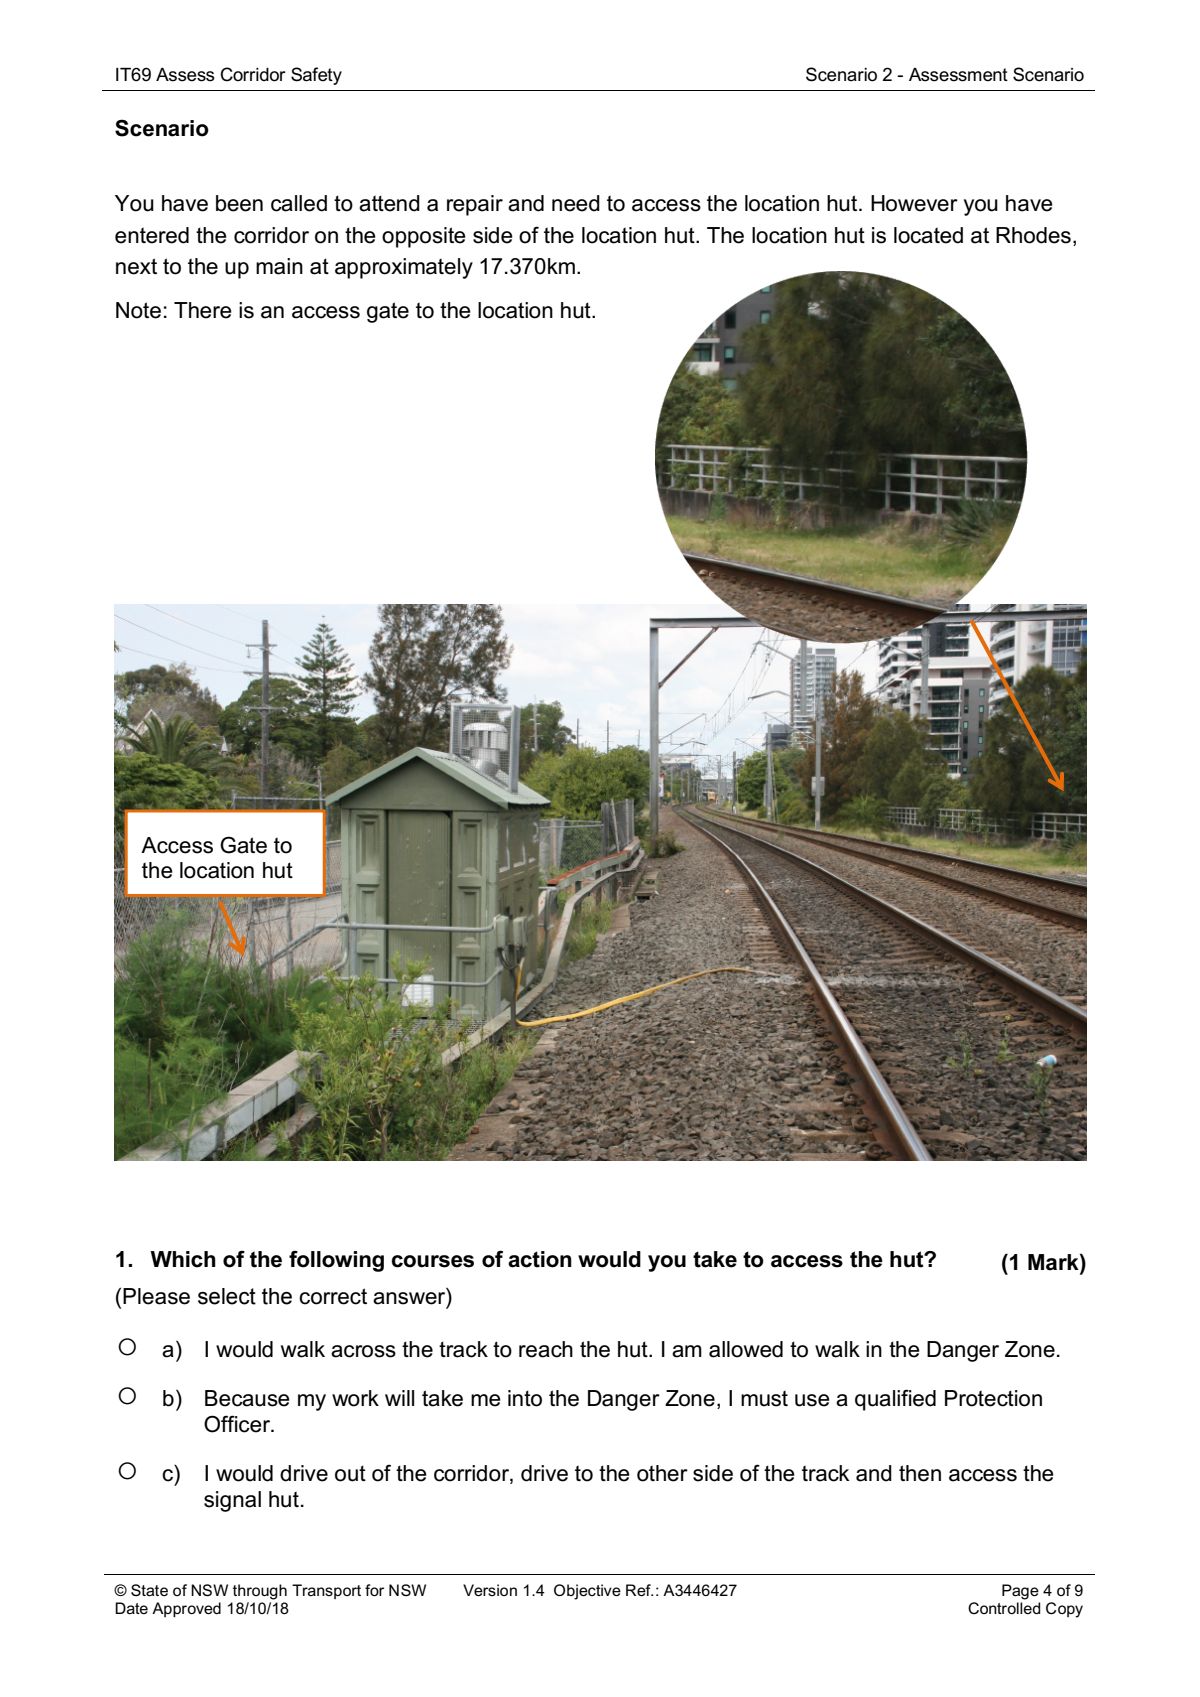 IT69 Assess Corridor Safety
Scenario 2 - Assessment Scenario
Scenario
You have been called to attend a repair and need to access the location hut. However you have
entered the corridor on the opposite side of the location hut. The location hut is located at Rhodes,
next to the up main at approximately 17.370km.
Note: There is an access gate to the location hut.
Access Gate to
the location hut
1. Which of the following courses of action would you take to access the hut? (1 Mark)
(Please select the correct answer)
a) I would walk across the track to reach the hut. I am allowed to walk in the Danger Zone.
b) Because my work will take me into the Danger Zone, I must use a qualified Protection
Officer.
c) I would drive out of the corridor, drive to the other side of the track and then access the
signal hut.
© State of NSW through Transport for NSW Version 1.4 Objective Ref.: A3446427 Page 4 of 9
Date Approved 18/10/18 Controlled Copy